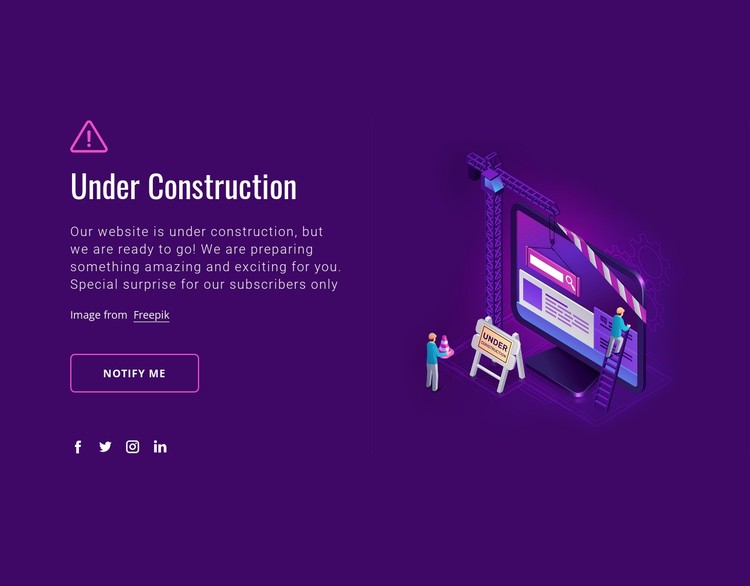 Under Construction
Our website is under construction, but
we are ready to go! We are preparing
something amazing and exciting for you.
Special surprise for our subscribers only
Image from Freepik
NOTIFY ME
UNDER
CONSTRUCTION